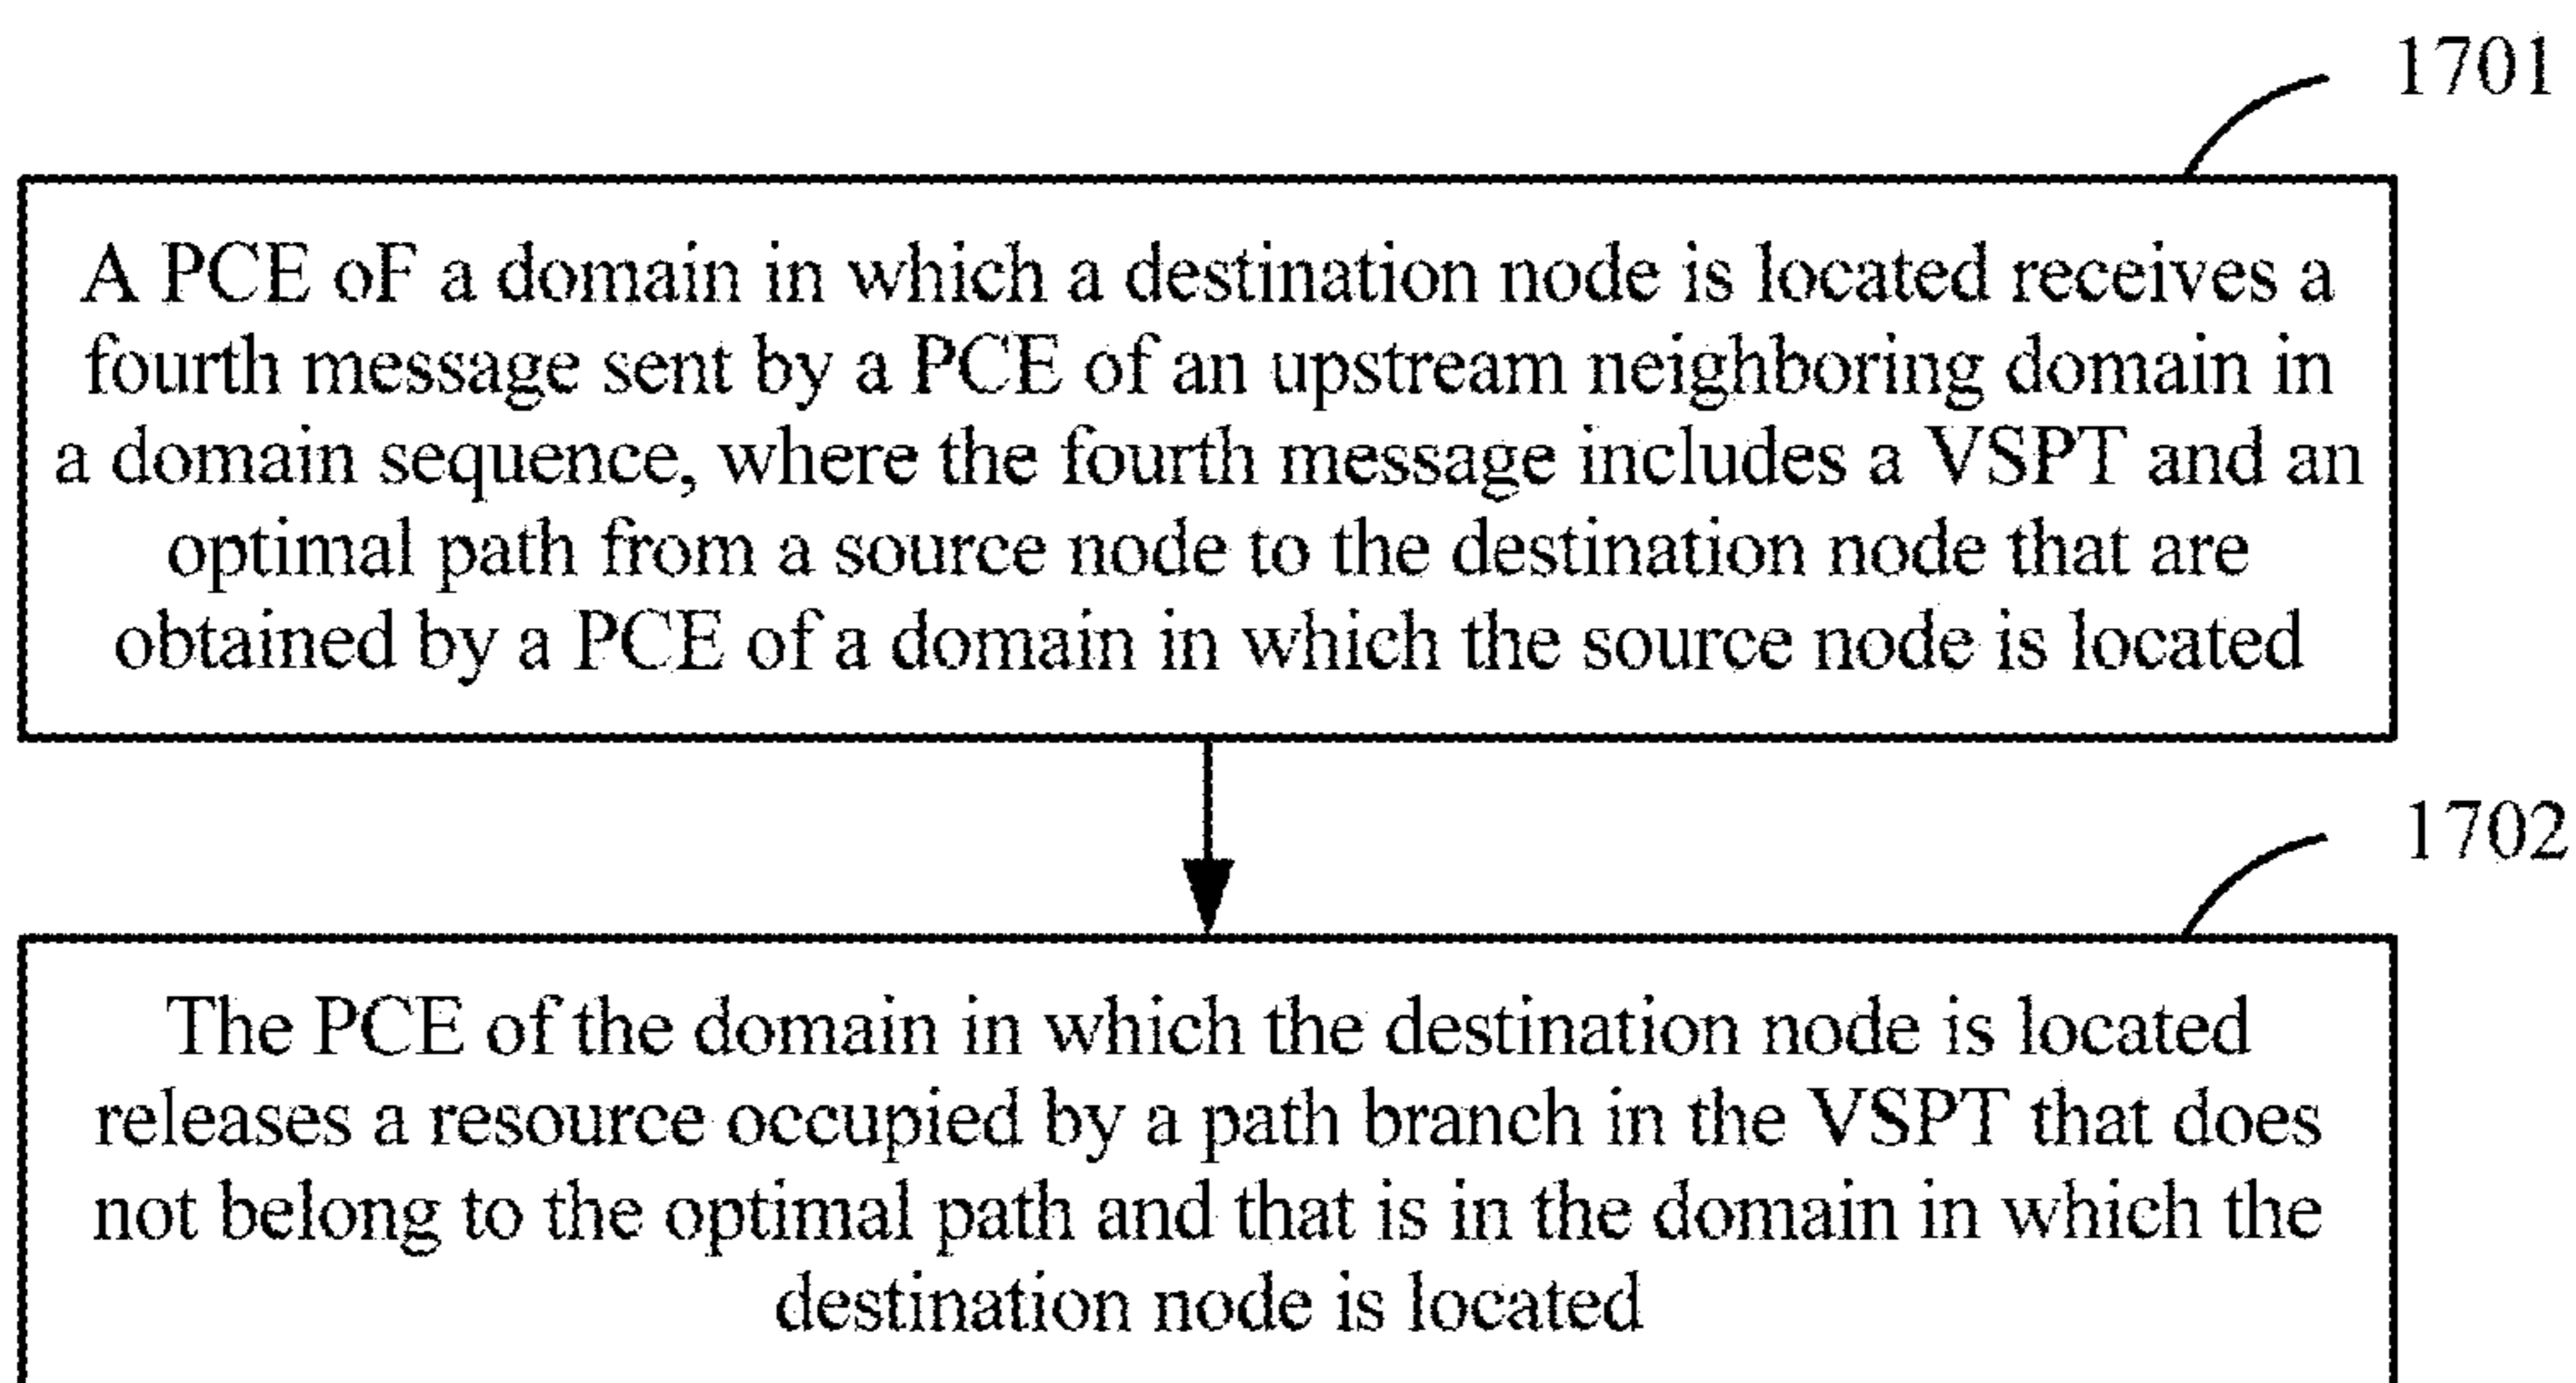 1701
A PCE oF a domain in which a destination node is located receives a
fourth message sent by a PCE of an upstream neighboring domain in
a domain sequence, where the fourth message includes a VSPT and an
optimal path from a source node to the destination node that are
obtained by a PCE of a domain in which the source node is located
1702
The PCE of the domain in which the destination node is located
releases a resource occupied by a path branch in the VSPT that does
not belong to the optimal path and that is in the domain in which the
destination node is located